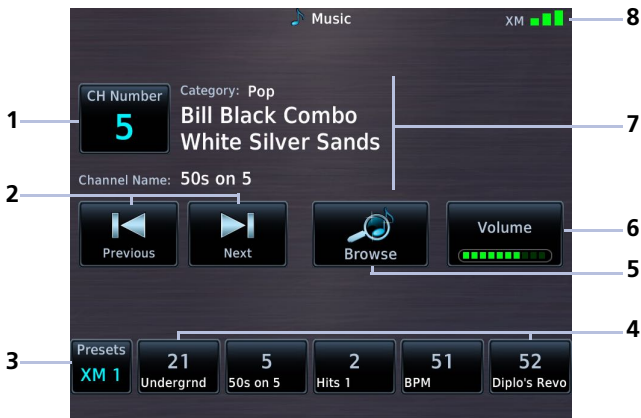 Music
XM
8
CH Number
5
Category: Pop
Bill Black Combo
White Silver Sands
1
7
Channel Name: 50s on 5
2
Previous
Next
Browse
Volume
6
5
4
3
Presets
XM 1
21
Undergrnd
5
50s on 5
2
Hits 1
51
BPM
52
Diplo's Revo